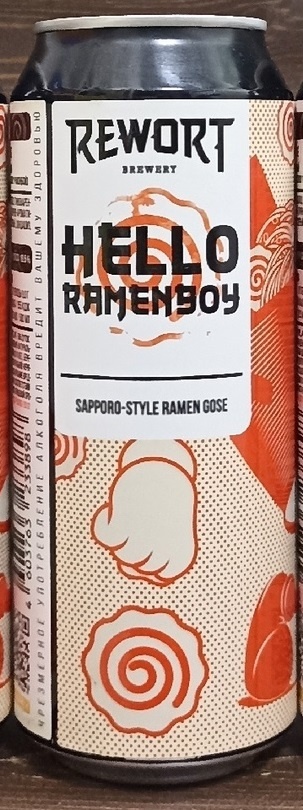 REWORT
BREWERY
HELLO
RAMENBOY
SAPPORO-STYLE RAMEN GOSE
ЧРЕЗМЕРНОЕ УПОТРЕБЛЕНИЕ АЛКОГОЛЯ ВРЕДИТ ВАШЕМУ ЗДОРОВЬЮ